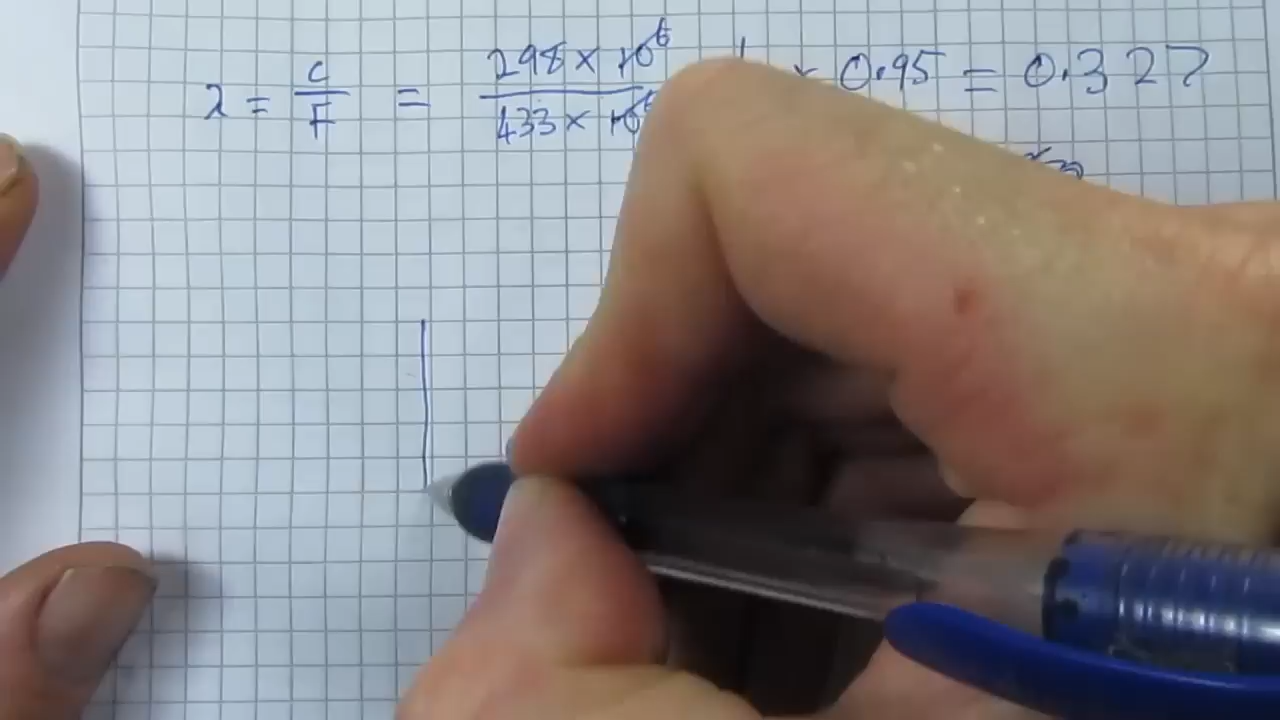 λ = c/F = 298 × 10⁶ / 433 × 10⁶ × 0.95 = 0.327